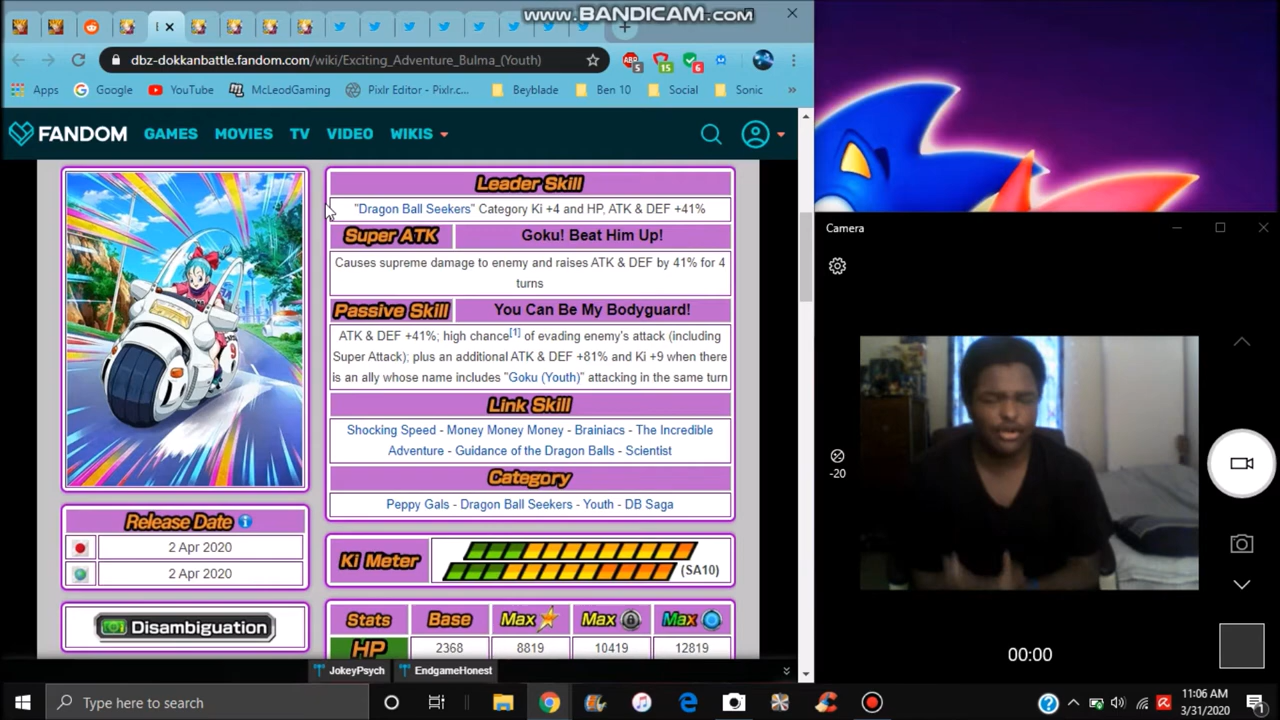 www.BANDICAM.com
dbz-dokkanbattle.fandom.com/wiki/Exciting_Adventure_Bulma_(Youth)
5 15 6
Apps Google YouTube McLeodGaming Pixlr Editor - Pixlr.c... Beyblade Ben 10 Social Sonic »
FANDOM GAMES MOVIES TV VIDEO WIKIS
Leader Skill
"Dragon Ball Seekers" Category Ki +4 and HP, ATK & DEF +41%
Super ATK Goku! Beat Him Up!
Causes supreme damage to enemy and raises ATK & DEF by 41% for 4
turns
Passive Skill You Can Be My Bodyguard!
ATK & DEF +41%; high chance[1] of evading enemy's attack (including
Super Attack); plus an additional ATK & DEF +81% and Ki +9 when there
is an ally whose name includes "Goku (Youth)" attacking in the same turn
Link Skill
Shocking Speed - Money Money Money - Brainiacs - The Incredible
Adventure - Guidance of the Dragon Balls - Scientist
Category
Peppy Gals - Dragon Ball Seekers - Youth - DB Saga
Release Date
2 Apr 2020
2 Apr 2020
Disambiguation
Ki Meter (SA10)
Stats Base Max Max Max
HP 2368 8819 10419 12819
JokeyPsych EndgameHonest
Camera
-20
00:00
Type here to search
11:06 AM
3/31/2020